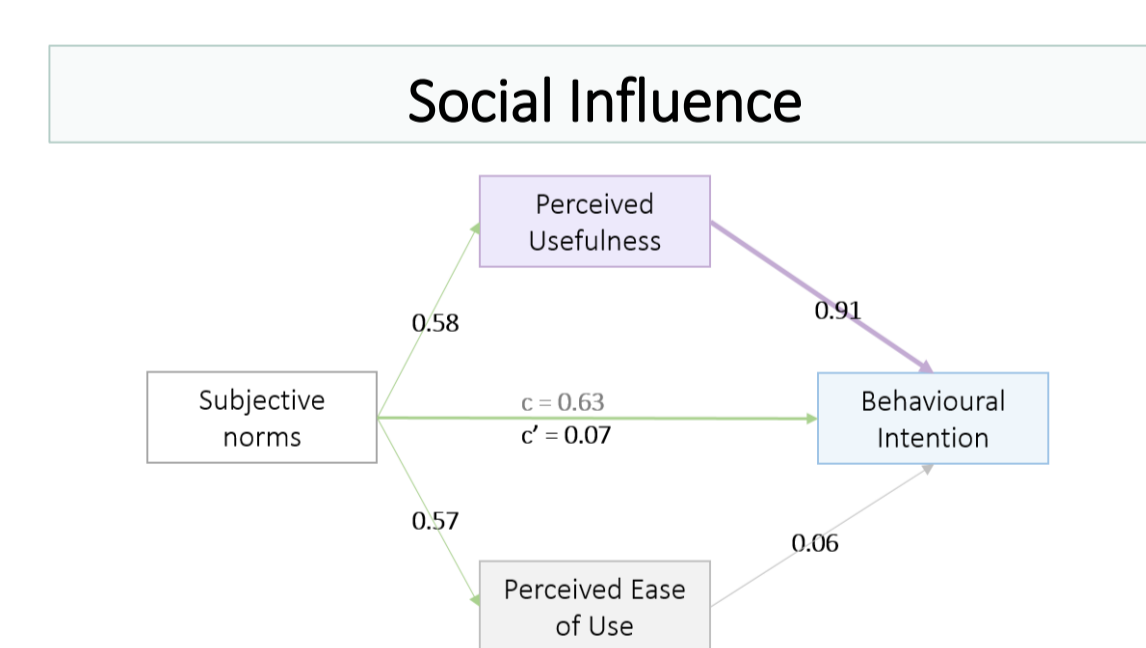 Social Influence
Perceived
Usefulness
0.58
0.91
Subjective
norms
c = 0.63
c′ = 0.07
Behavioural
Intention
0.57
0.06
Perceived Ease
of Use